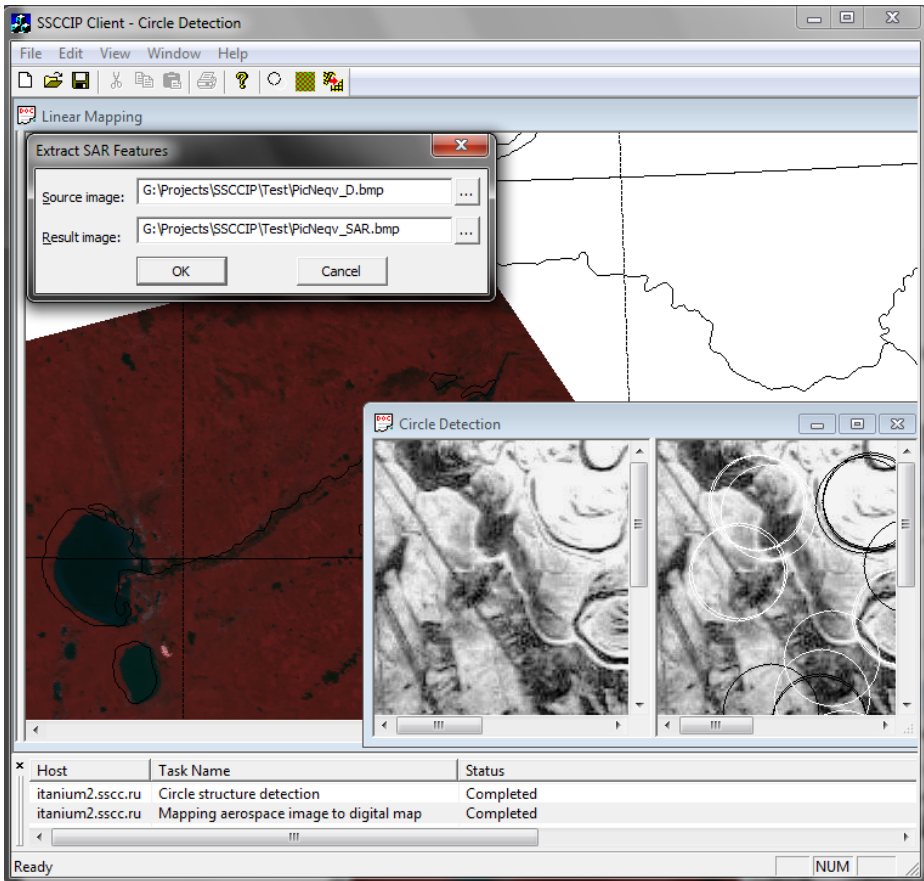 SSCCIP Client - Circle Detection
File Edit View Window Help
Linear Mapping
Extract SAR Features
Source image: G:\Projects\SSCCIP\Test\PicNeqv_D.bmp ...
Result image: G:\Projects\SSCCIP\Test\PicNeqv_SAR.bmp ...
OK Cancel
Circle Detection
Host Task Name Status
itanium2.sscc.ru Circle structure detection Completed
itanium2.sscc.ru Mapping aerospace image to digital map Completed
Ready NUM